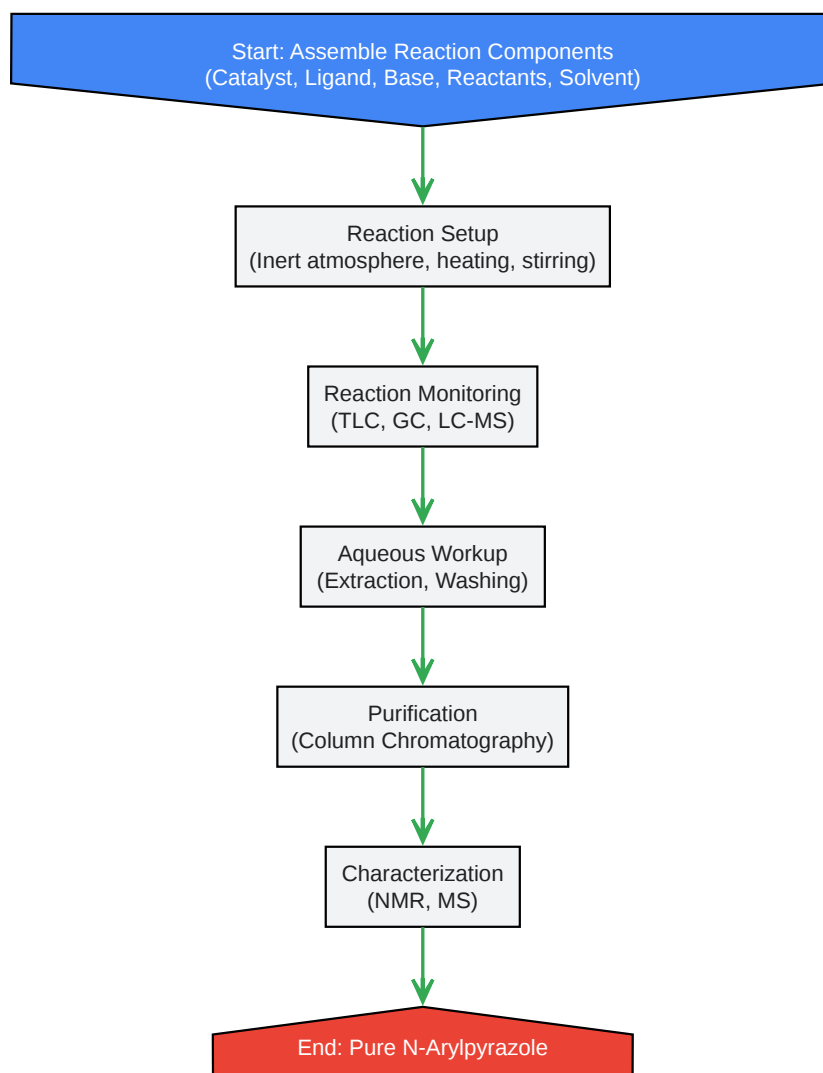 Start: Assemble Reaction Components
(Catalyst, Ligand, Base, Reactants, Solvent)
Reaction Setup
(Inert atmosphere, heating, stirring)
Reaction Monitoring
(TLC, GC, LC-MS)
Aqueous Workup
(Extraction, Washing)
Purification
(Column Chromatography)
Characterization
(NMR, MS)
End: Pure N-Arylpyrazole